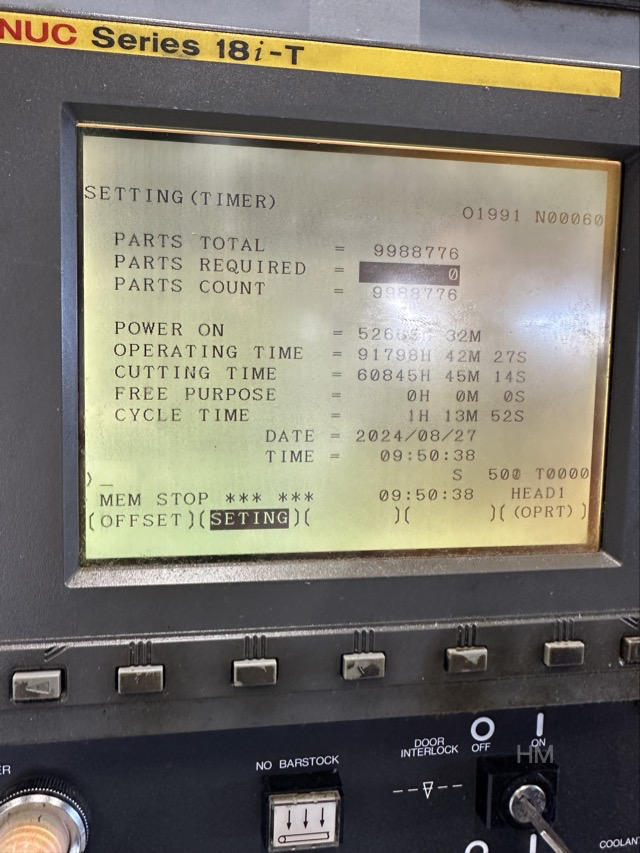 NUC Series 18i-T
SETTING(TIMER)
O1991 N00060
PARTS TOTAL = 9988776
PARTS REQUIRED = 0
PARTS COUNT = 9988776
POWER ON = 32M
OPERATING TIME = 91798H 42M 27S
CUTTING TIME = 60845H 45M 14S
FREE PURPOSE = 0H 0M 0S
CYCLE TIME = 1H 13M 52S
DATE = 2024/08/27
TIME = 09:50:38
S T0000
)_
MEM STOP *** *** 09:50:38 HEAD1
(OFFSET)(SETING)( )( )((OPRT))
NO BARSTOCK
DOOR
INTERLOCK
O I
OFF ON
HM
COOLAN